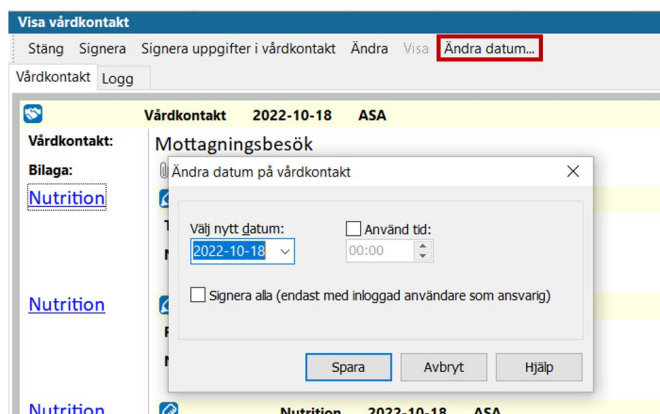 Visa vårdkontakt
Stäng Signera Signera uppgifter i vårdkontakt Ändra Visa Ändra datum...
Vårdkontakt Logg
Vårdkontakt 2022-10-18 ASA
Vårdkontakt: Mottagningsbesök
Bilaga:
Ändra datum på vårdkontakt
Nutrition
Välj nytt datum: Använd tid:
2022-10-18 00:00
Signera alla (endast med inloggad användare som ansvarig)
Nutrition
Spara Avbryt Hjälp
Nutrition Nutrition 2022-10-18 ASA